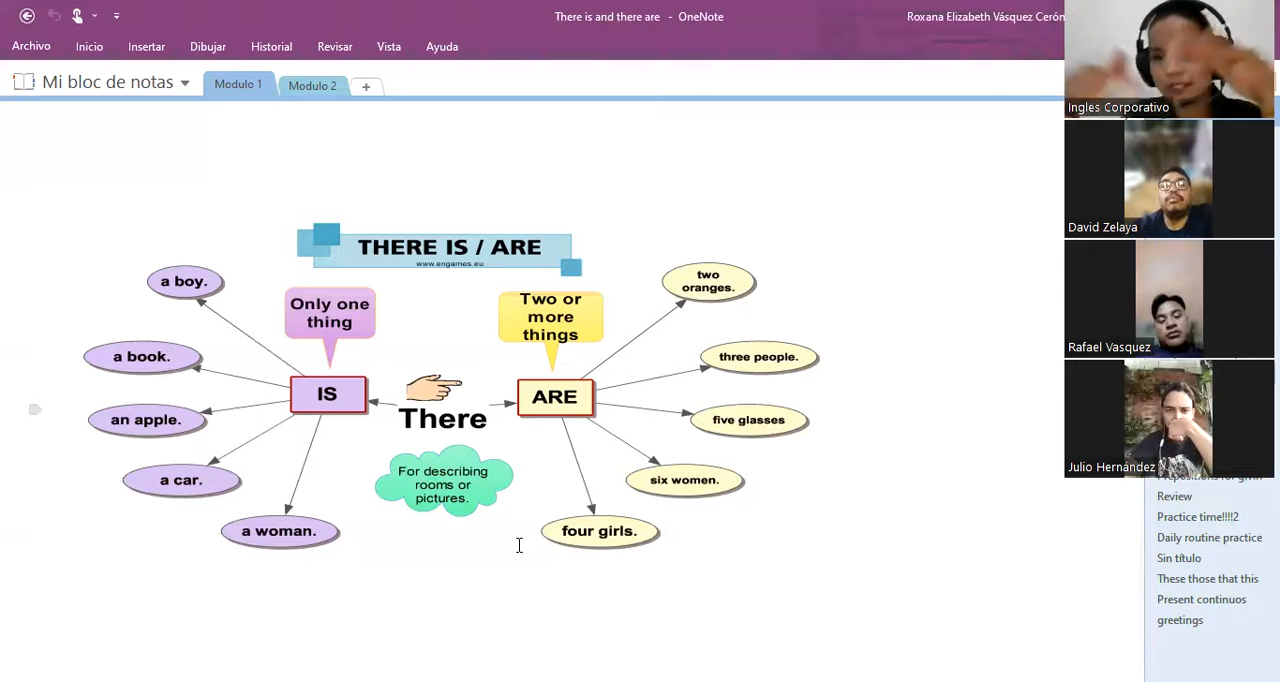 There is and there are - OneNote
Roxana Elizabeth Vásquez Cerón
Archivo Inicio Insertar Dibujar Historial Revisar Vista Ayuda
Mi bloc de notas
Modulo 1
Modulo 2
+
Ingles Corporativo
David Zelaya
Rafael Vasquez
Julio Hernández
THERE IS / ARE
www.engames.eu
a boy.
Only one
thing
Two or
more
things
two
oranges.
a book.
three people.
IS
There
ARE
an apple.
five glasses
a car.
For describing
rooms or
pictures.
six women.
a woman.
four girls.
Review
Practice time!!!!2
Daily routine practice
Sin título
These those that this
Present continuos
greetings